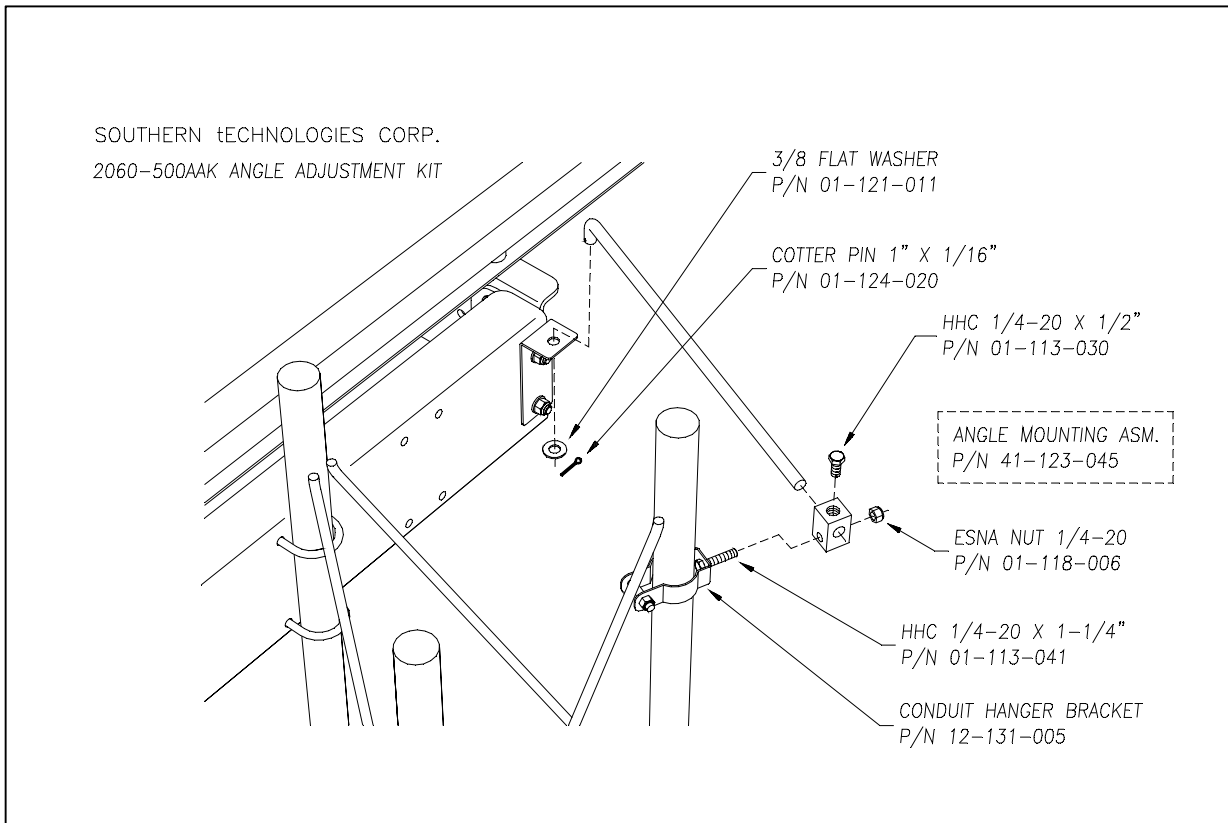 SOUTHERN tECHNOLOGIES CORP.
2060-500AAK ANGLE ADJUSTMENT KIT
3/8 FLAT WASHER
P/N 01-121-011
COTTER PIN 1" X 1/16"
P/N 01-124-020
HHC 1/4-20 X 1/2"
P/N 01-113-030
ANGLE MOUNTING ASM.
P/N 41-123-045
ESNA NUT 1/4-20
P/N 01-118-006
HHC 1/4-20 X 1-1/4"
P/N 01-113-041
CONDUIT HANGER BRACKET
P/N 12-131-005